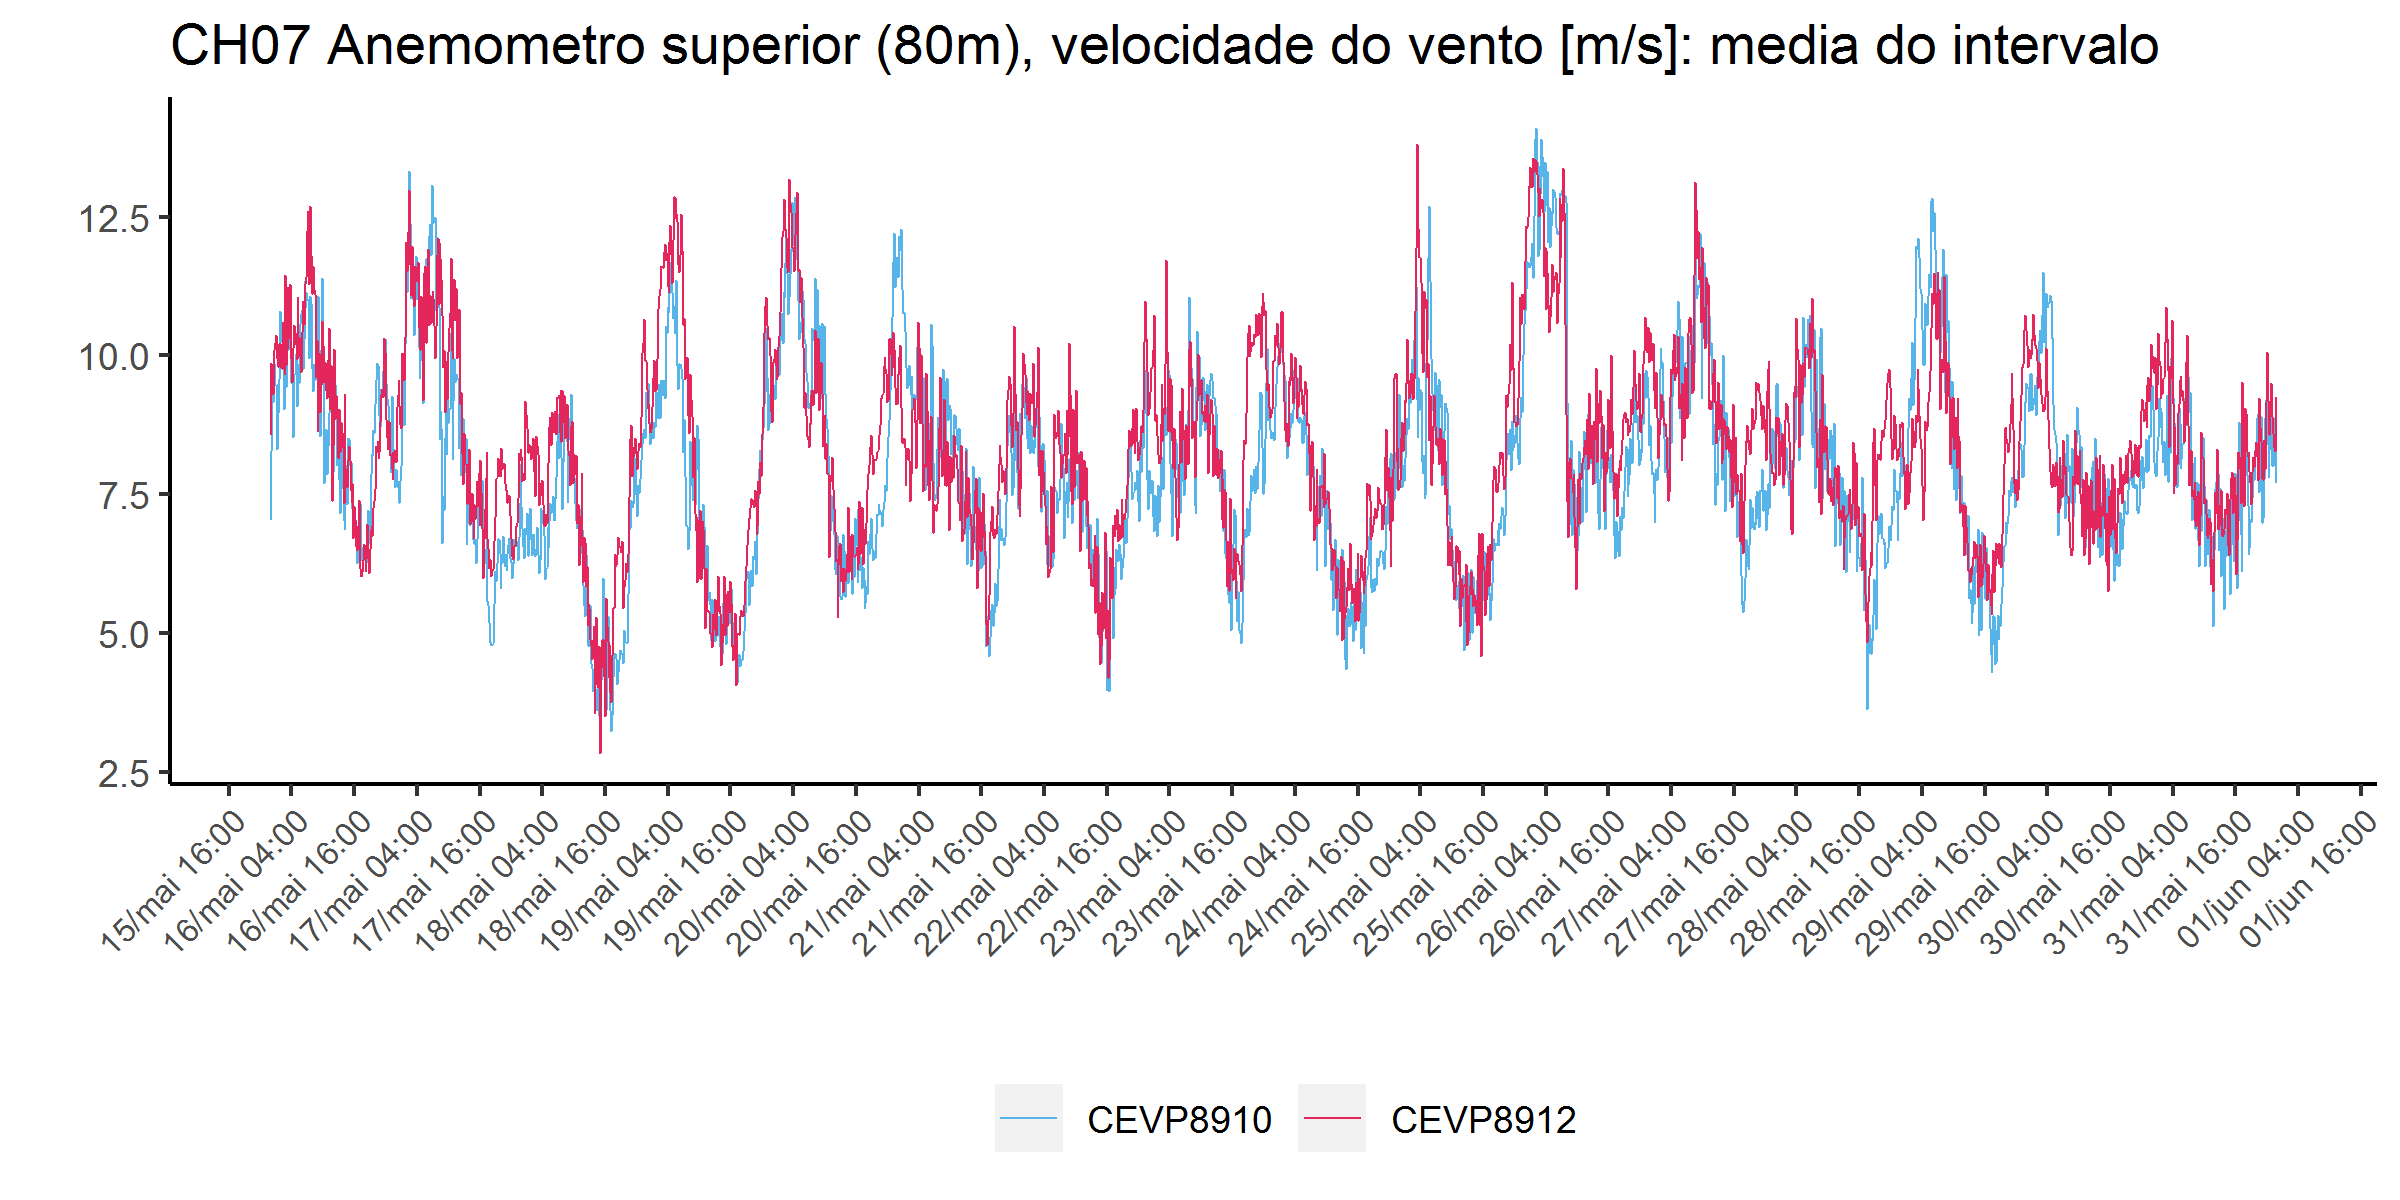 CH07 Anemometro superior (80m), velocidade do vento [m/s]: media do intervalo
12.5
10.0
7.5
5.0
2.5
15/mai 16:00
16/mai 04:00
16/mai 16:00
17/mai 04:00
17/mai 16:00
18/mai 04:00
18/mai 16:00
19/mai 04:00
19/mai 16:00
20/mai 04:00
20/mai 16:00
21/mai 04:00
21/mai 16:00
22/mai 04:00
22/mai 16:00
23/mai 04:00
23/mai 16:00
24/mai 04:00
24/mai 16:00
25/mai 04:00
25/mai 16:00
26/mai 04:00
26/mai 16:00
27/mai 04:00
27/mai 16:00
28/mai 04:00
28/mai 16:00
29/mai 04:00
29/mai 16:00
30/mai 04:00
30/mai 16:00
31/mai 04:00
31/mai 16:00
01/jun 04:00
01/jun 16:00
CEVP8910 CEVP8912